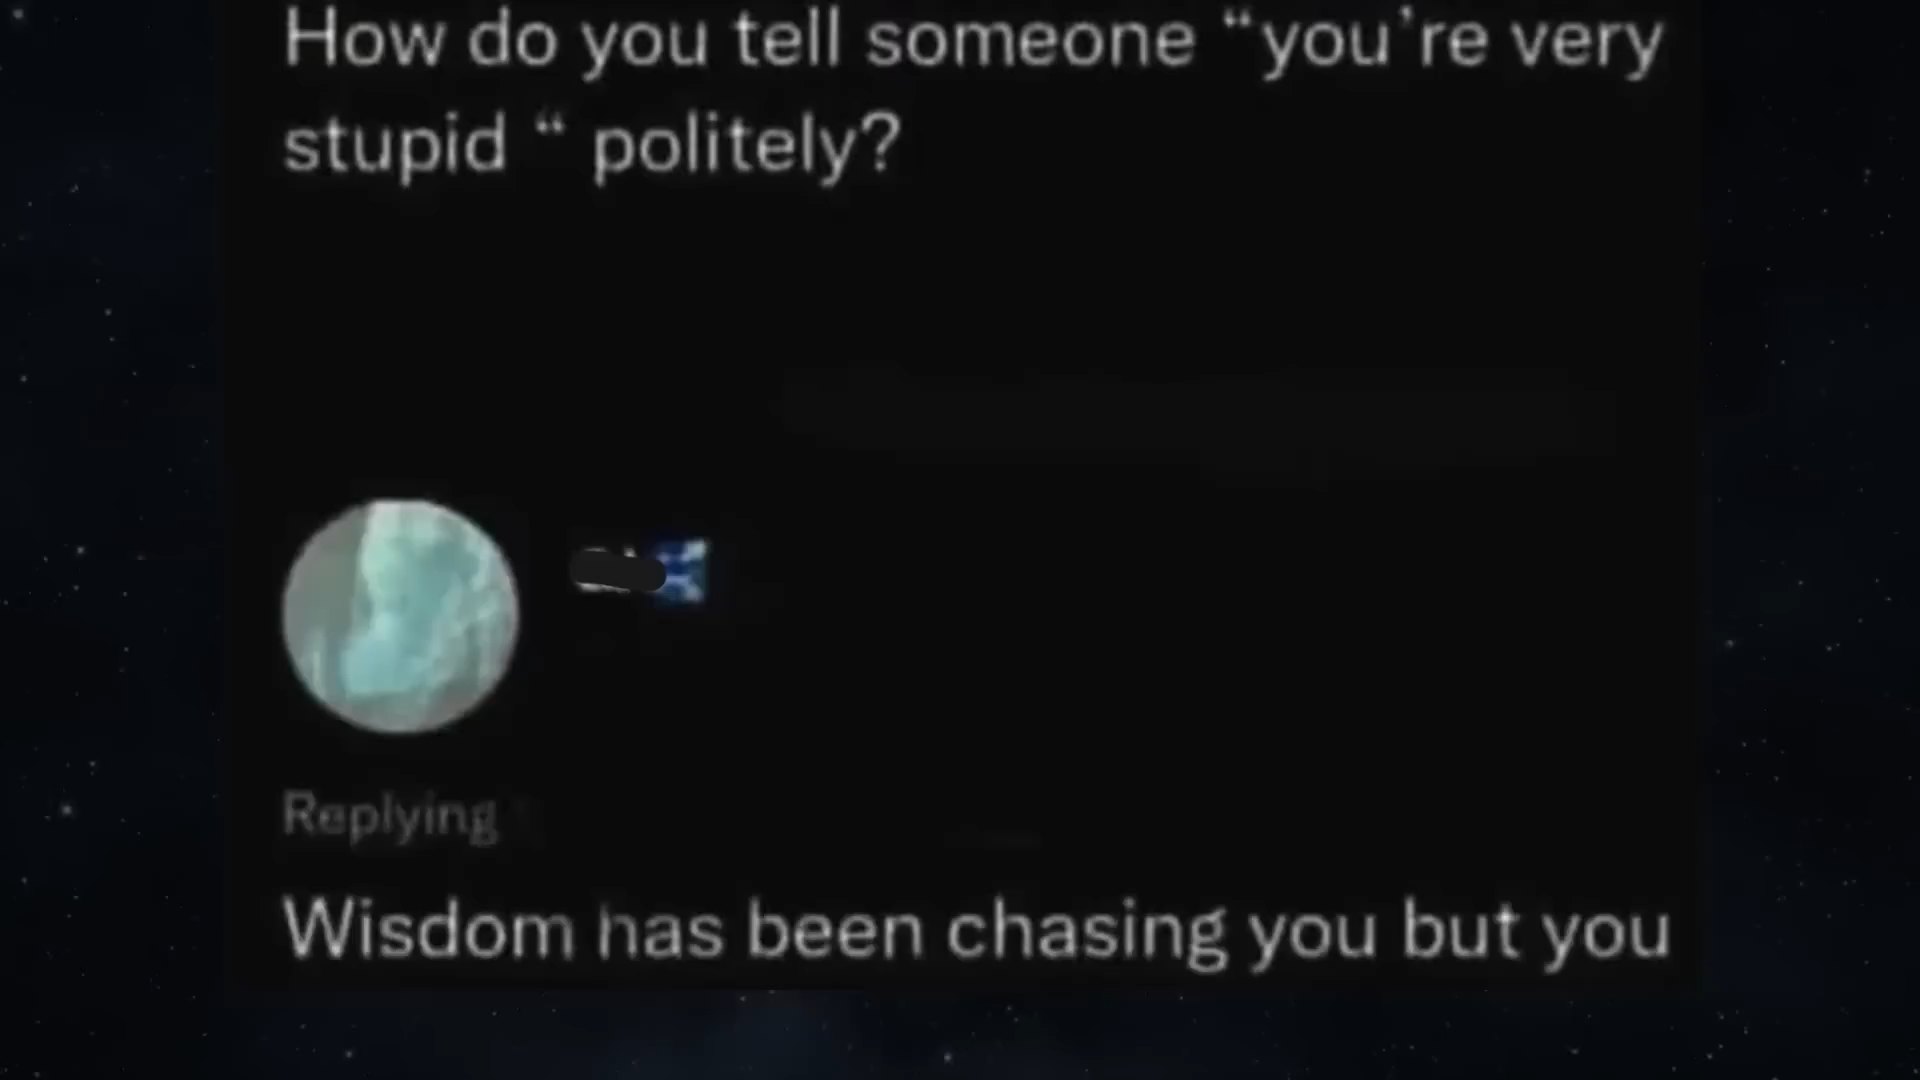 How do you tell someone “you’re very
stupid “ politely?
Replying
Wisdom has been chasing you but you